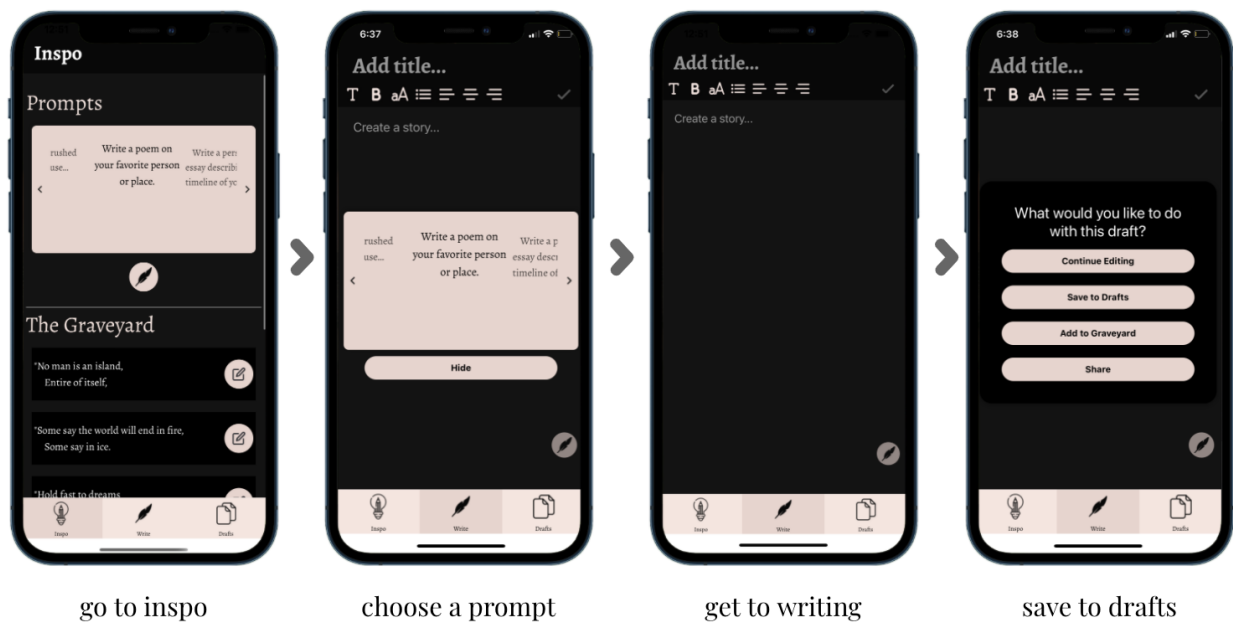 Inspo
Prompts
rushed
use...
Write a poem on
your favorite person
or place.
Write a pers
essay describi
timeline of yo
The Graveyard
"No man is an island,
Entire of itself,
"Some say the world will end in fire,
Some say in ice.
"Hold fast to dreams
Inspo
Write
Drafts
go to inspo
6:37
Add title...
T B aA
Create a story...
rushed
use...
Write a poem on
your favorite person
or place.
Write a p
essay descr
timeline of
Hide
Inspo
Write
Drafts
choose a prompt
Add title...
T B aA
Create a story...
Inspo
Write
Drafts
get to writing
6:38
Add title...
T B aA
What would you like to do
with this draft?
Continue Editing
Save to Drafts
Add to Graveyard
Share
Inspo
Write
Drafts
save to drafts